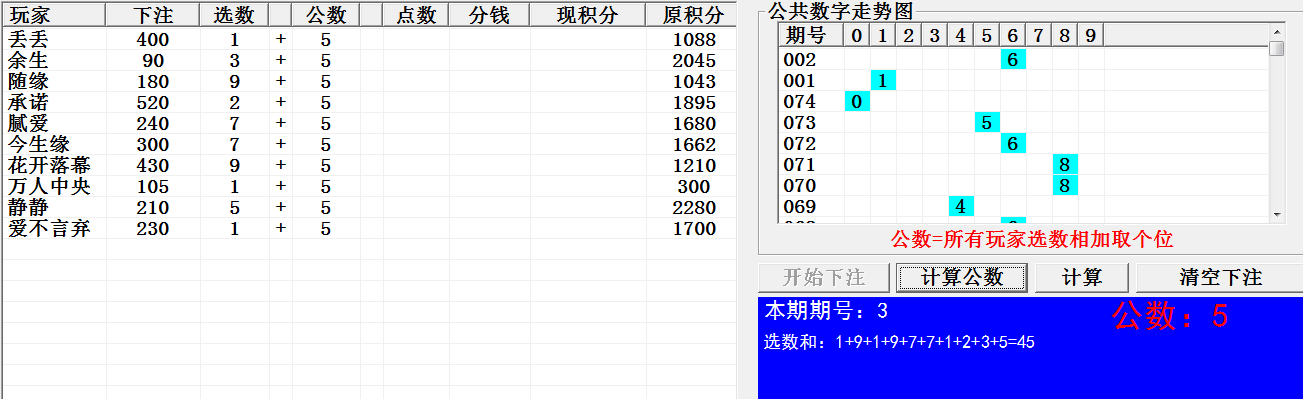 玩家 下注 选数 公数 点数 分钱 现积分 原积分
丢丢 400 1 + 5 1088
余生 90 3 + 5 2045
随缘 180 9 + 5 1043
承诺 520 2 + 5 1895
腻爱 240 7 + 5 1680
今生缘 300 7 + 5 1662
花开落幕 430 9 + 5 1210
万人中央 105 1 + 5 300
静静 210 5 + 5 2280
爱不言弃 230 1 + 5 1700
公共数字走势图
期号 0 1 2 3 4 5 6 7 8 9
002 6
001 1
074 0
073 5
072 6
071 8
070 8
069 4
公数=所有玩家选数相加取个位
开始下注 计算公数 计算 清空下注
本期期号：3 公数：5
选数和：1+9+1+9+7+7+1+2+3+5=45